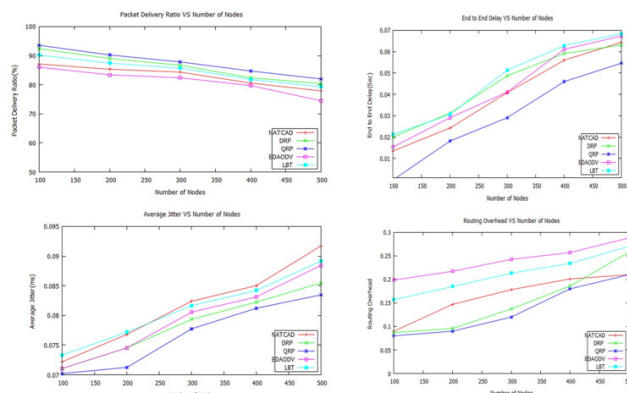 Packet Delivery Ratio VS Number of Nodes
Packet Delivery Ratio(%)
100
90
80
70
60
50
100 150 200 250 300 350 400 450 500
Number of Nodes
NATCAD
DRP
QRP
EDAODV
LBT
End to End Delay VS Number of Nodes
End to End Delay(Sec)
0.07
0.06
0.05
0.04
0.03
0.02
0.01
100 150 200 250 300 350 400 450 500
Number of Nodes
NATCAD
DRP
QRP
EDAODV
LBT
Average Jitter VS Number of Nodes
Average Jitter(ms)
0.095
0.09
0.085
0.08
0.075
0.07
100 150 200 250 300 350 400 450 500
NATCAD
DRP
QRP
EDAODV
LBT
Routing Overhead VS Number of Nodes
Routing Overhead
0.3
0.25
0.2
0.15
0.1
0.05
0
100 150 200 250 300 350 400 450 500
Number of Nodes
NATCAD
DRP
QRP
EDAODV
LBT